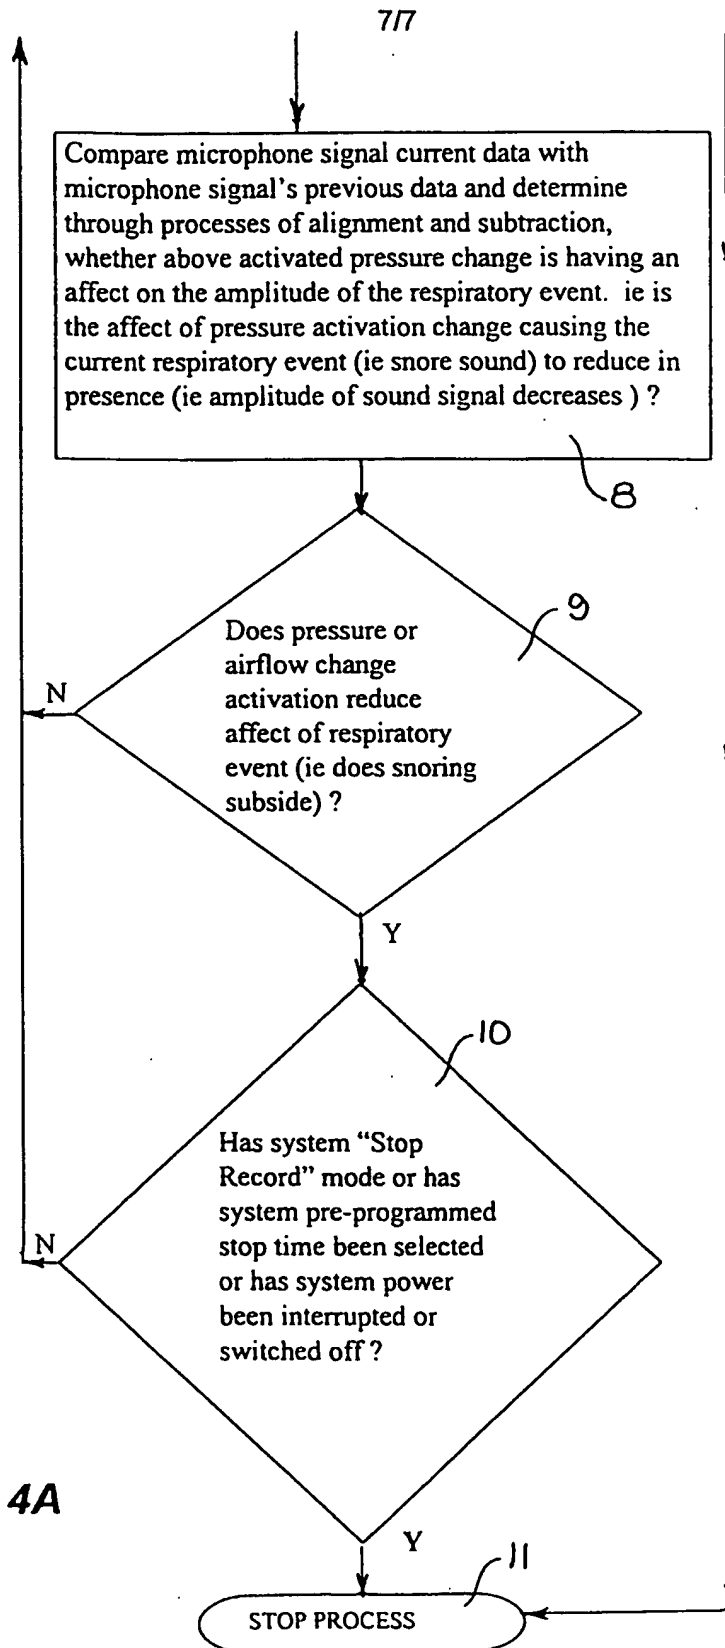 7/7
Compare microphone signal current data with
microphone signal's previous data and determine
through processes of alignment and subtraction,
whether above activated pressure change is having an
affect on the amplitude of the respiratory event. ie is
the affect of pressure activation change causing the
current respiratory event (ie snore sound) to reduce in
presence (ie amplitude of sound signal decreases ) ?
8
9
Does pressure or
airflow change
activation reduce
affect of respiratory
event (ie does snoring
subside) ?
N
Y
10
Has system “Stop
Record” mode or has
system pre-programmed
stop time been selected
or has system power
been interrupted or
switched off ?
N
4A
Y
11
STOP PROCESS